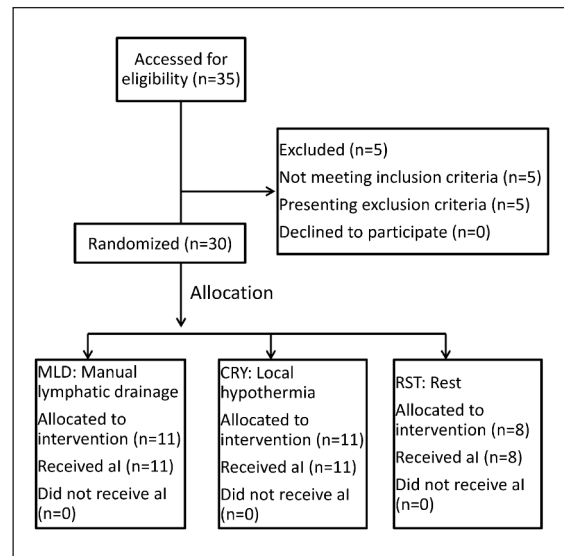 Accessed for
eligibility (n=35)
Excluded (n=5)
Not meeting inclusion criteria (n=5)
Presenting exclusion criteria (n=5)
Declined to participate (n=0)
Randomized (n=30)
Allocation
MLD: Manual
lymphatic drainage
Allocated to
intervention (n=11)
Received aI (n=11)
Did not receive aI
(n=0)
CRY: Local
hypothermia
Allocated to
intervention (n=11)
Received aI (n=11)
Did not receive aI
(n=0)
RST: Rest
Allocated to
intervention (n=8)
Received aI (n=8)
Did not receive aI
(n=0)